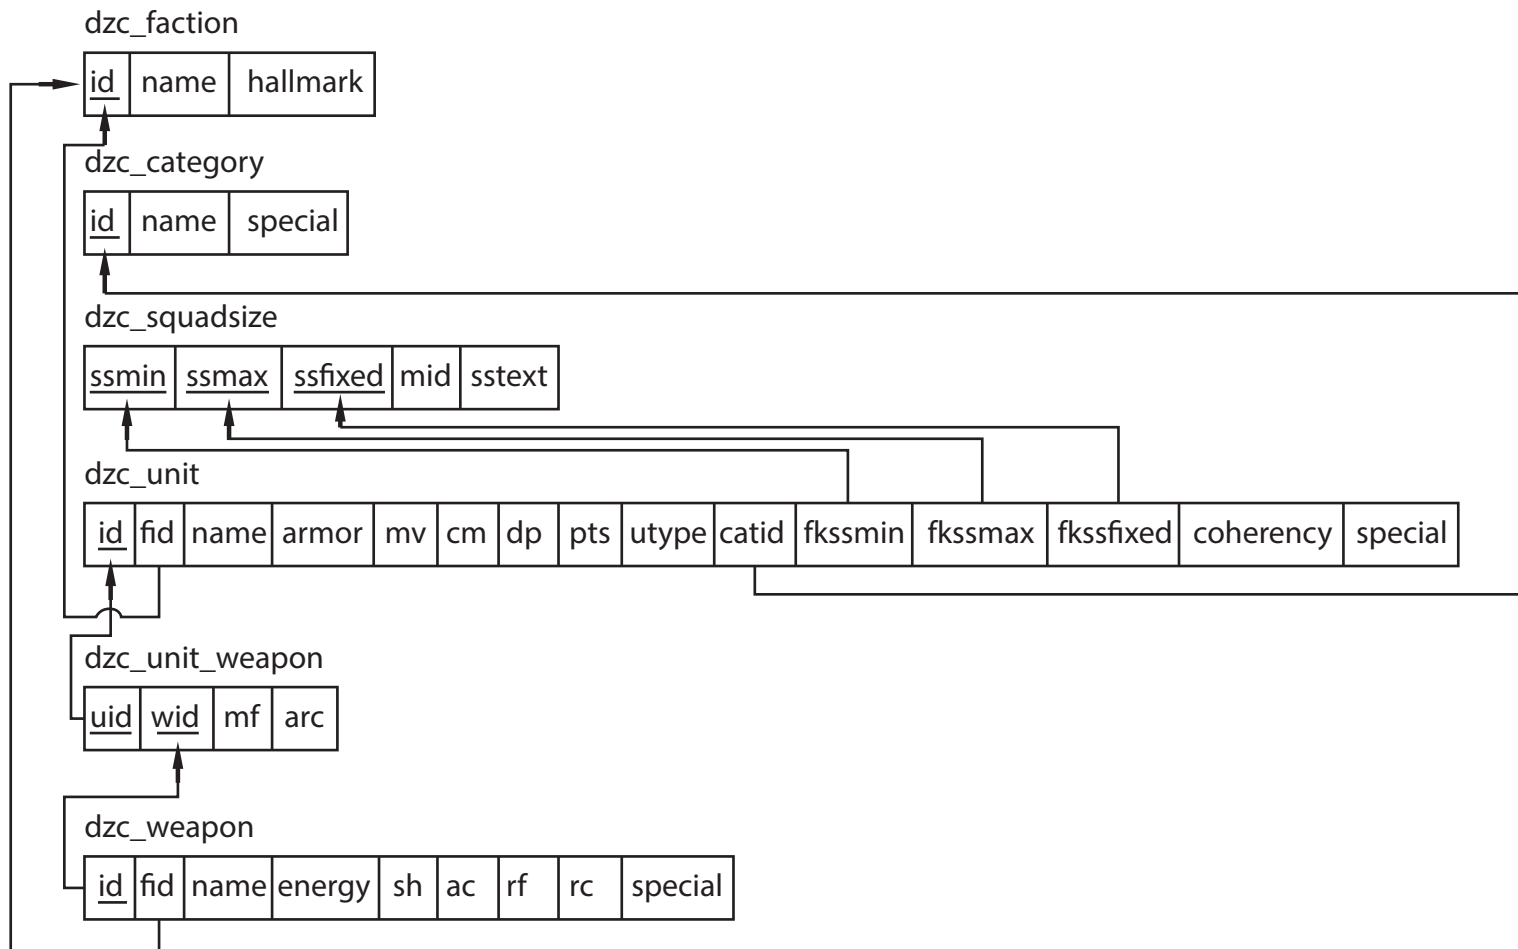 dzc_faction
id name hallmark
dzc_category
id name special
dzc_squadsize
ssmin ssmax ssfixed mid sstext
dzc_unit
id fid name armor mv cm dp pts utype catid fkssmin fkssmax fkssfixed coherency special
dzc_unit_weapon
uid wid mf arc
dzc_weapon
id fid name energy sh ac rf rc special